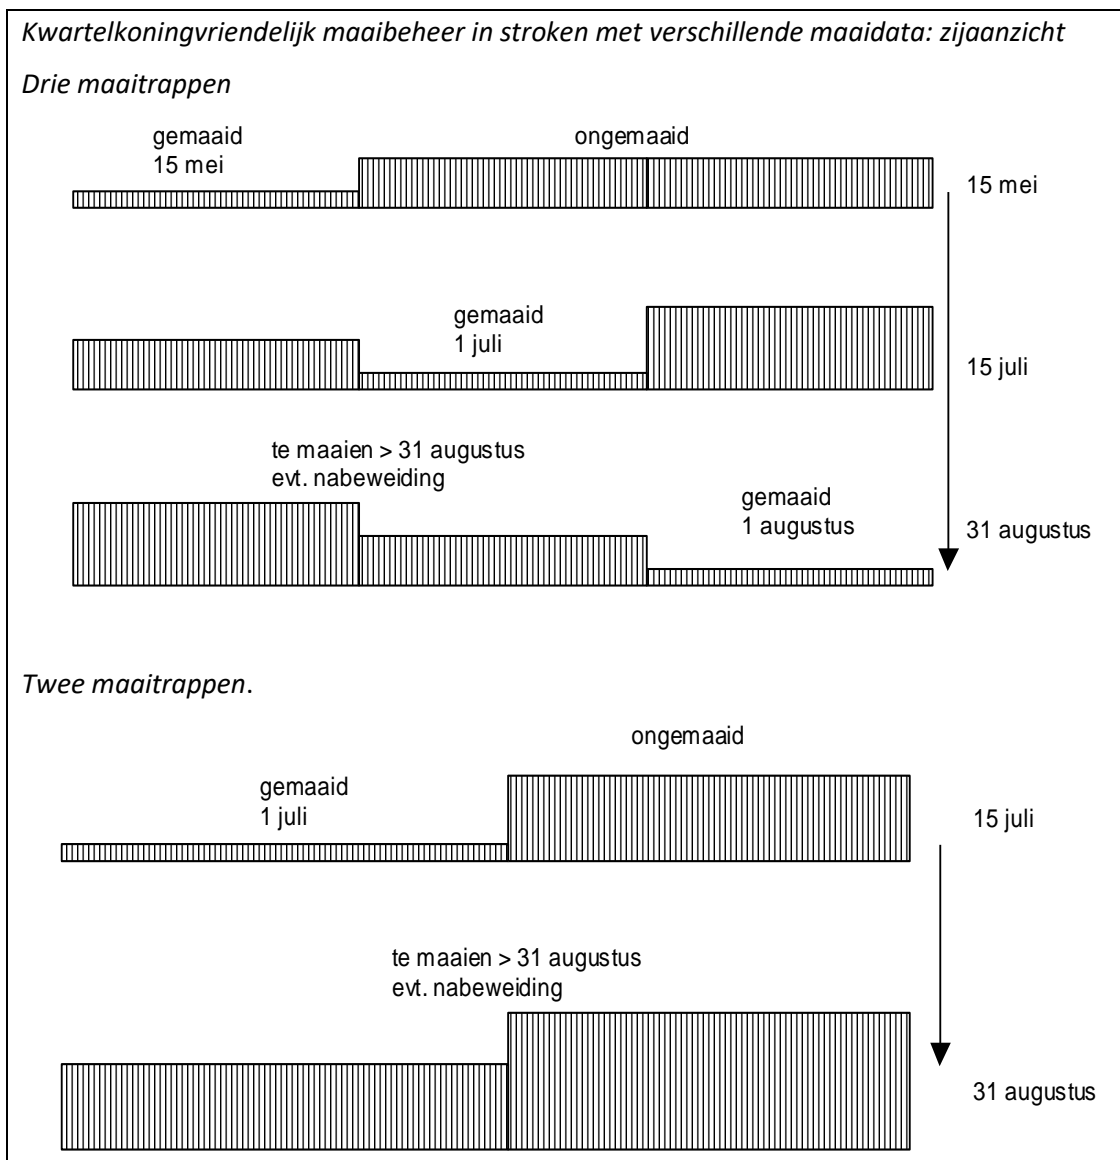 Kwartelkoningvriendelijk maaibeheer in stroken met verschillende maaidata: zijaanzicht
Drie maaitrappen
gemaaid
15 mei
ongemaaid
15 mei
gemaaid
1 juli
15 juli
te maaien > 31 augustus
evt. nabeweiding
gemaaid
1 augustus
31 augustus
Twee maaitrappen.
ongemaaid
gemaaid
1 juli
15 juli
te maaien > 31 augustus
evt. nabeweiding
31 augustus